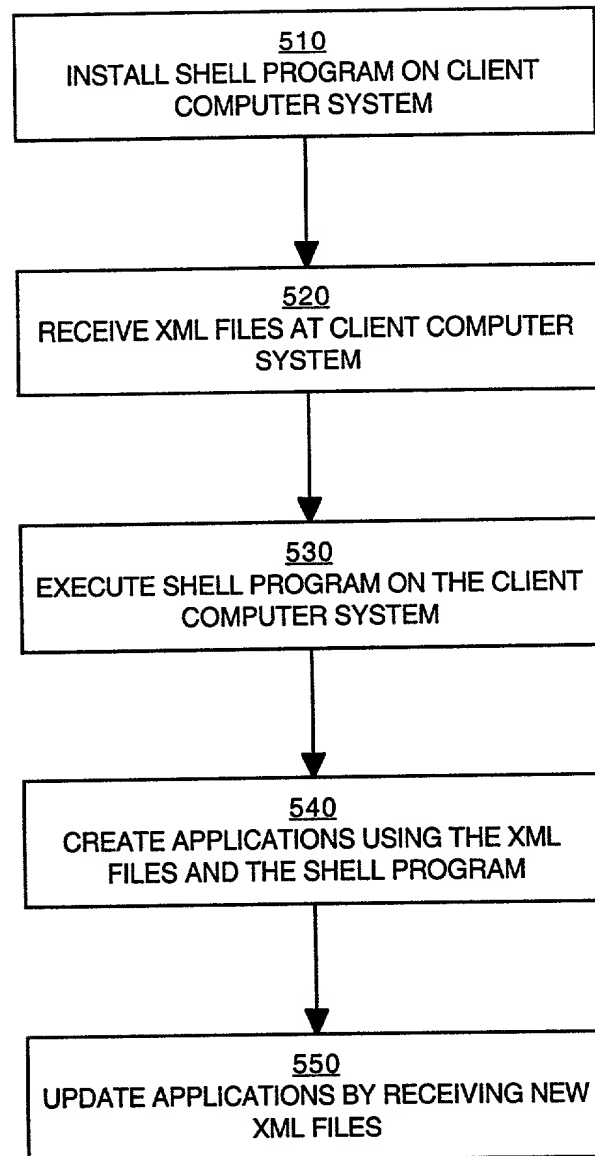 510
INSTALL SHELL PROGRAM ON CLIENT
COMPUTER SYSTEM
520
RECEIVE XML FILES AT CLIENT COMPUTER
SYSTEM
530
EXECUTE SHELL PROGRAM ON THE CLIENT
COMPUTER SYSTEM
540
CREATE APPLICATIONS USING THE XML
FILES AND THE SHELL PROGRAM
550
UPDATE APPLICATIONS BY RECEIVING NEW
XML FILES